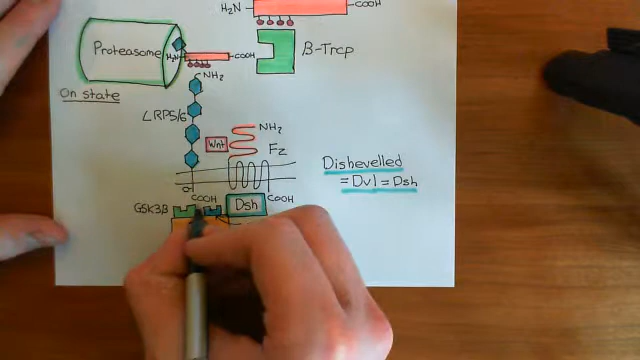 H₂N
COOH
Proteasome
H₂N
COOH
β-Trcp
NH₂
On state
LRP5/6
Wnt
NH₂
Fz
Dishevelled
= Dvl = Dsh
COOH
COOH
GSK3B
Dsh